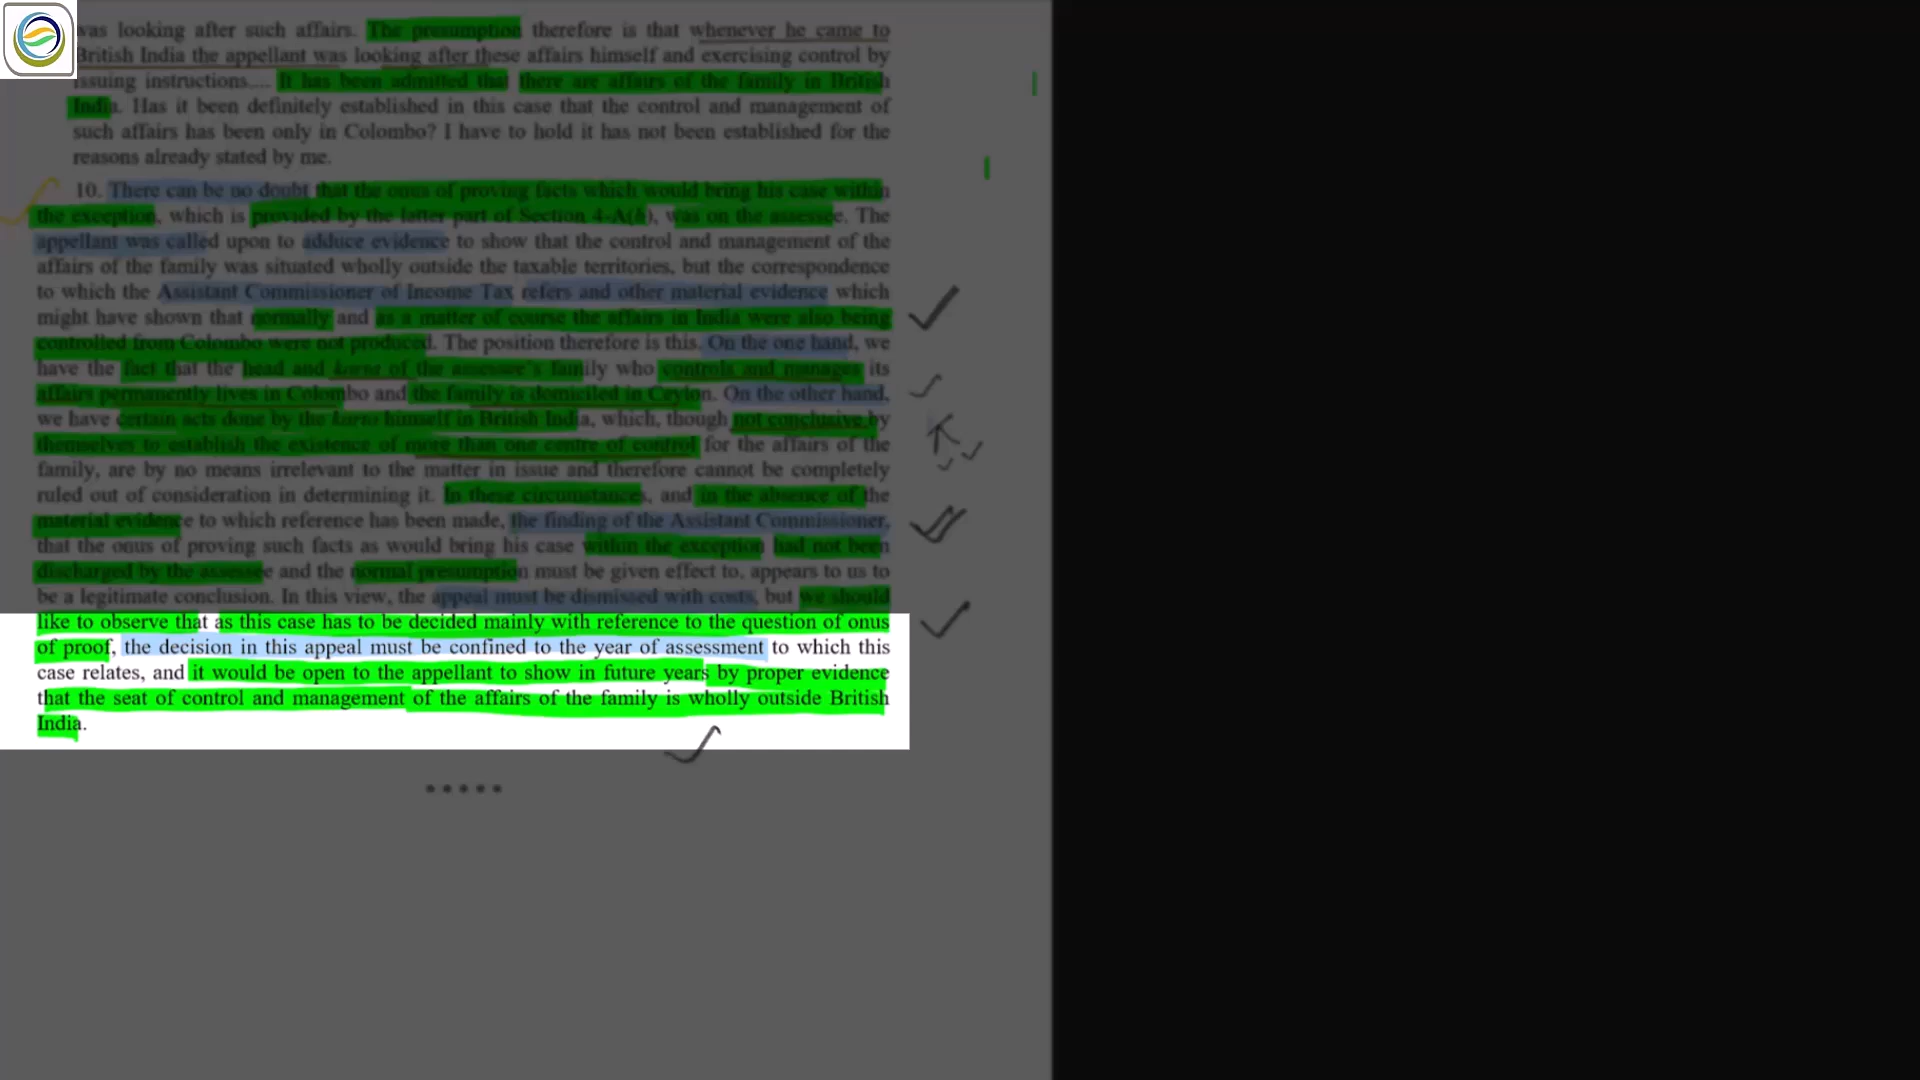 was looking after such affairs. The presumption therefore is that whenever he came to
British India the appellant was looking after these affairs himself and exercising control by
issuing instructions.... It has been admitted that there are affairs of the family in British
India. Has it been definitely established in this case that the control and management of
such affairs has been only in Colombo? I have to hold it has not been established for the
reasons already stated by me.
10. There can be no doubt that the onus of proving facts which would bring his case within
the exception, which is provided by the latter part of Section 4-A(b), was on the assessee. The
appellant was called upon to adduce evidence to show that the control and management of the
affairs of the family was situated wholly outside the taxable territories, but the correspondence
to which the Assistant Commissioner of Income Tax refers and other material evidence which
might have shown that normally and as a matter of course the affairs in India were also being
controlled from Colombo were not produced. The position therefore is this. On the one hand, we
have the fact that the head and karta of the assessee's family who controls and manages its
affairs permanently lives in Colombo and the family is domiciled in Ceylon. On the other hand,
we have certain acts done by the karta himself in British India, which, though not conclusive by
themselves to establish the existence of more than one centre of control for the affairs of the
family, are by no means irrelevant to the matter in issue and therefore cannot be completely
ruled out of consideration in determining it. In these circumstances, and in the absence of the
material evidence to which reference has been made, the finding of the Assistant Commissioner,
that the onus of proving such facts as would bring his case within the exception had not been
discharged by the assessee and the normal presumption must be given effect to, appears to us to
be a legitimate conclusion. In this view, the appeal must be dismissed with costs, but we should
like to observe that as this case has to be decided mainly with reference to the question of onus
of proof, the decision in this appeal must be confined to the year of assessment to which this
case relates, and it would be open to the appellant to show in future years by proper evidence
that the seat of control and management of the affairs of the family is wholly outside British
India.